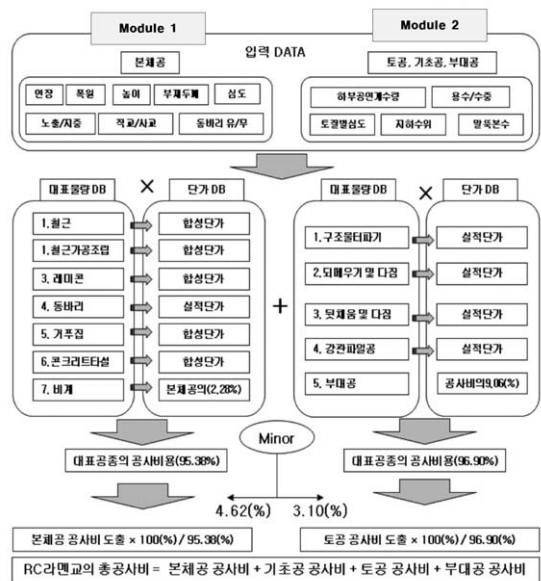 Module 1
Module 2
입력 DATA
본체공
토공, 기초공, 부대공
연장
폭원
높이
부재두께
심도
노출/지중
직교/사교
동바리 유/무
하부공연계수량
용수/수중
토질별심도
지하수위
말뚝본수
대표물량DB
×
단가 DB
1.철근
합성단가
1.철근가공조립
합성단가
3. 레미콘
합성단가
4. 동바리
실적단가
5. 거푸집
합성단가
6.콘크리트타설
합성단가
7. 비계
본체공의(2.28%)
+
대표물량DB
×
단가 DB
1.구조물터파기
실적단가
2.되메우기 및 다짐
실적단가
3. 뒷채움 및 다짐
실적단가
4. 강관파일공
실적단가
5. 부대공
공사비의9.06(%)
대표공종의 공사비용(95.38%)
Minor
대표공종의 공사비용(96.90%)
4.62(%)
3.10(%)
본체공 공사비 도출 × 100(%) / 95.38(%)
토공 공사비 도출 × 100(%) / 96.90(%)
RC라멘교의 총공사비 = 본체공 공사비 + 기초공 공사비 + 토공 공사비 + 부대공 공사비